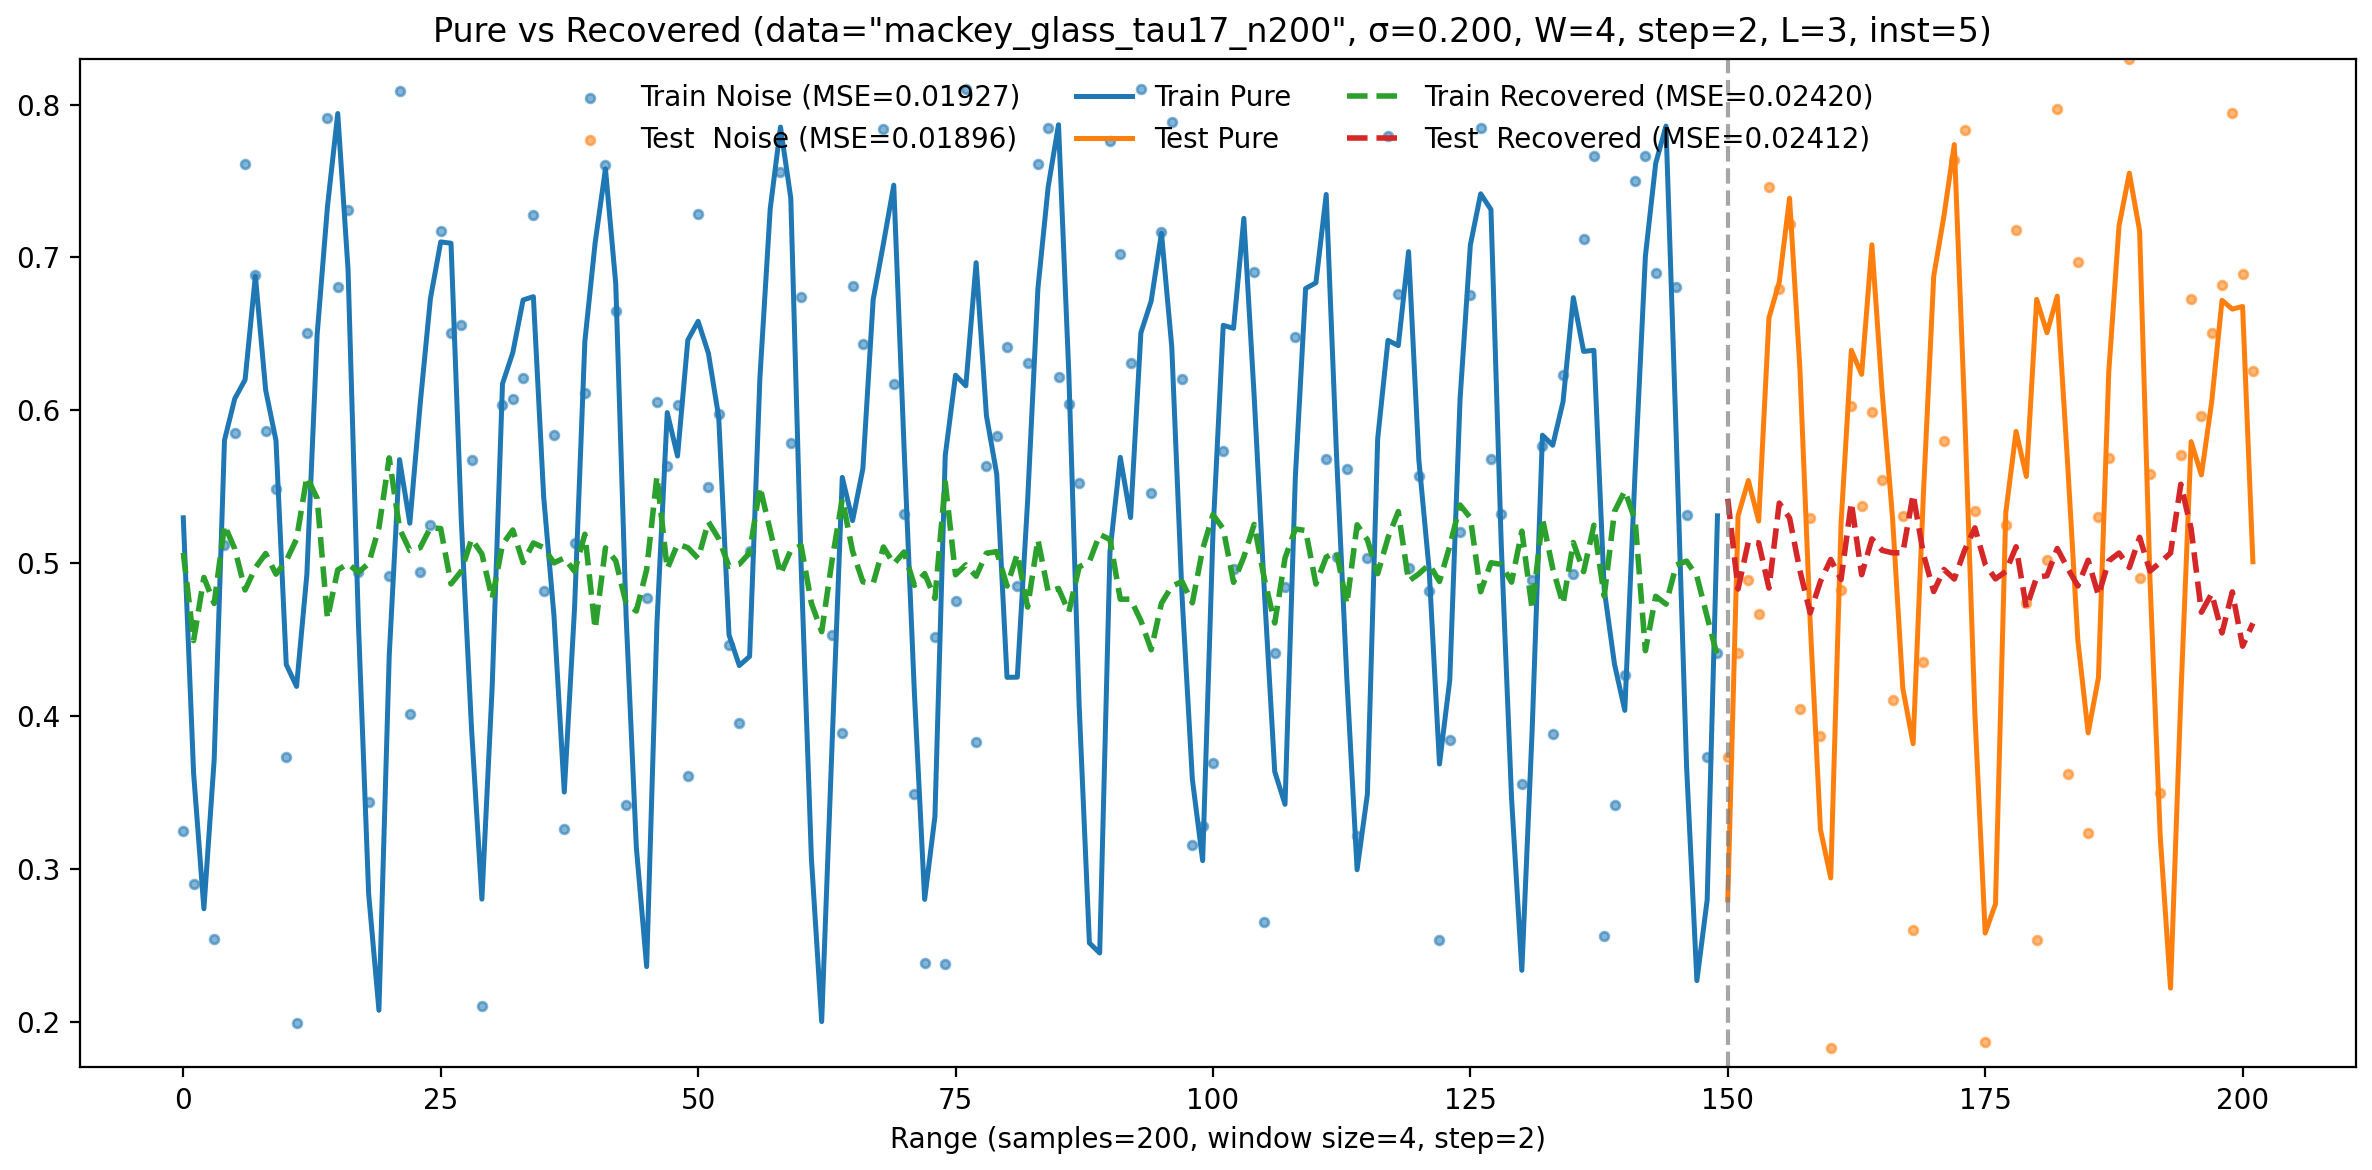 Pure vs Recovered (data="mackey_glass_tau17_n200", σ=0.200, W=4, step=2, L=3, inst=5)
Train Noise (MSE=0.01927)
Test  Noise (MSE=0.01896)
Train Pure
Test Pure
Train Recovered (MSE=0.02420)
Test  Recovered (MSE=0.02412)
0.8
0.7
0.6
0.5
0.4
0.3
0.2
0 25 50 75 100 125 150 175 200
Range (samples=200, window size=4, step=2)